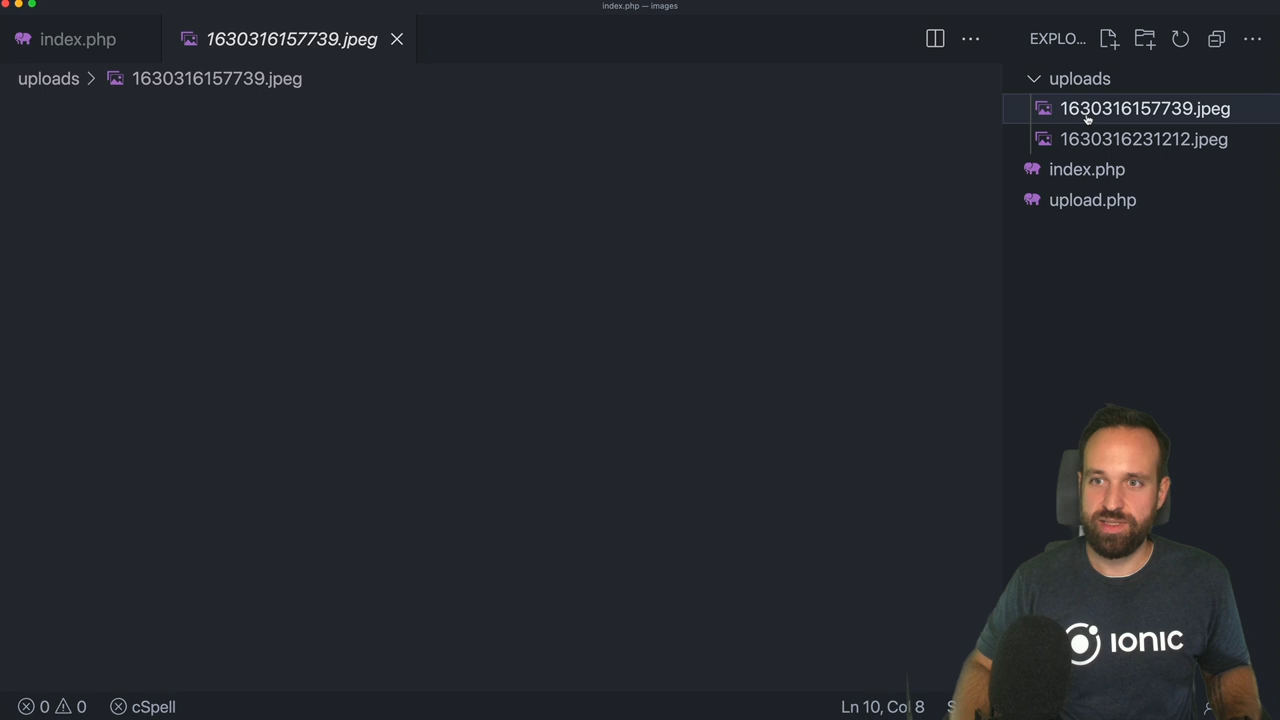 index.php — images
index.php
1630316157739.jpeg
EXPLO...
uploads
1630316157739.jpeg
uploads
1630316157739.jpeg
1630316231212.jpeg
index.php
upload.php
IONIC
0
0
cSpell
Ln 10, Col 8